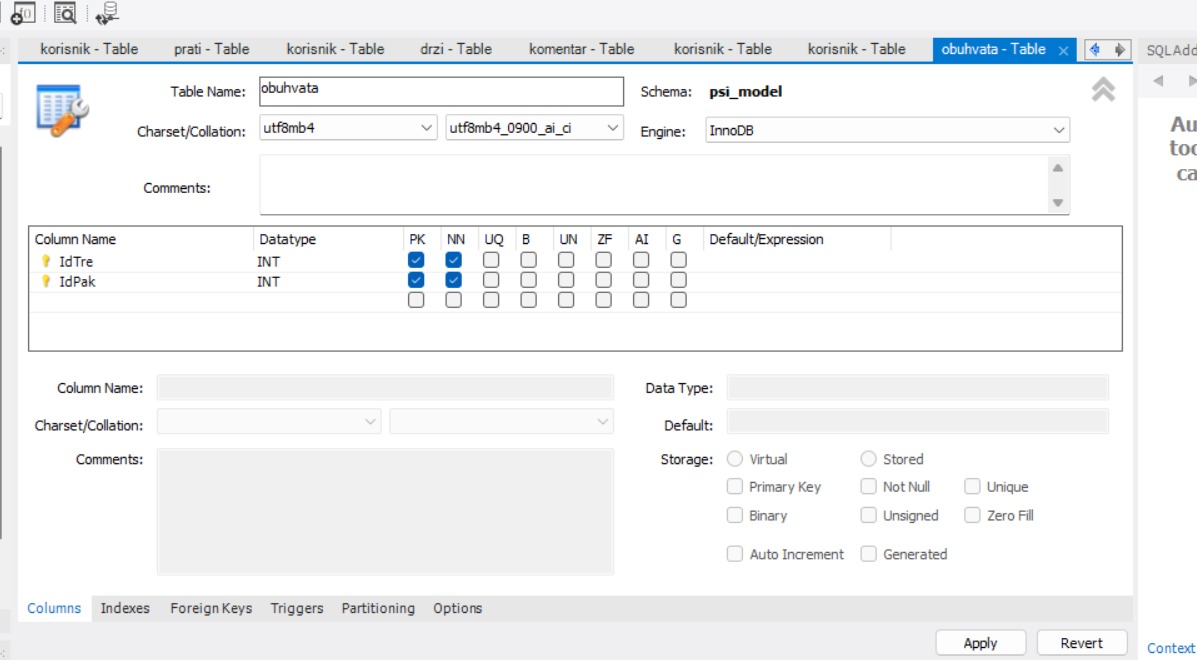 korisnik - Table prati - Table korisnik - Table drzi - Table komentar - Table korisnik - Table korisnik - Table obuhvata - Table × SQLAdd
Table Name: obuhvata Schema: psi_model
Charset/Collation: utf8mb4 utf8mb4_0900_ai_ci Engine: InnoDB
Comments:
Au
too
ca
Column Name Datatype PK NN UQ B UN ZF AI G Default/Expression
IdTre INT
IdPak INT
Column Name: Data Type:
Charset/Collation: Default:
Comments: Storage: Virtual Stored
Primary Key Not Null Unique
Binary Unsigned Zero Fill
Auto Increment Generated
Columns Indexes Foreign Keys Triggers Partitioning Options
Apply Revert Context